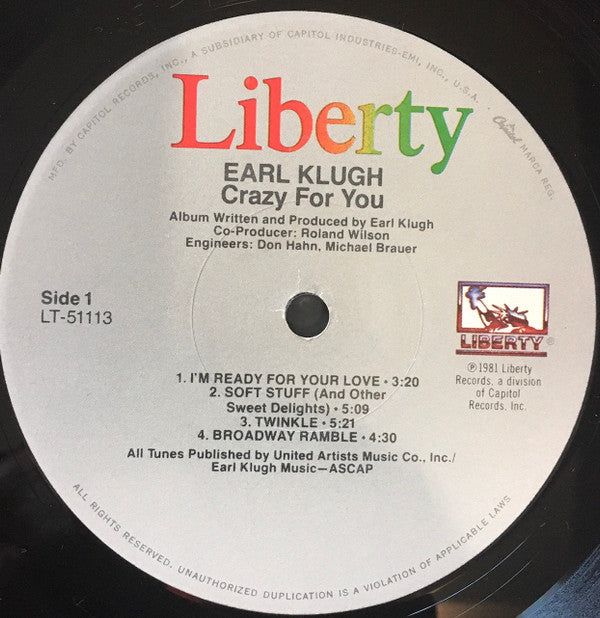 MFD. BY CAPITOL RECORDS, INC., A SUBSIDIARY OF CAPITOL INDUSTRIES-EMI, INC., U.S.A. · Capitol MARCA REG.
Liberty
EARL KLUGH
Crazy For You
Album Written and Produced by Earl Klugh
Co-Producer: Roland Wilson
Engineers: Don Hahn, Michael Brauer
Side 1
LT-51113
LIBERTY®
℗ 1981 Liberty
Records, a division
of Capitol
Records, Inc.
1. I'M READY FOR YOUR LOVE • 3:20
2. SOFT STUFF (And Other
Sweet Delights) • 5:09
3. TWINKLE • 5:21
4. BROADWAY RAMBLE • 4:30
All Tunes Published by United Artists Music Co., Inc./
Earl Klugh Music—ASCAP
ALL RIGHTS RESERVED. UNAUTHORIZED DUPLICATION IS A VIOLATION OF APPLICABLE LAWS